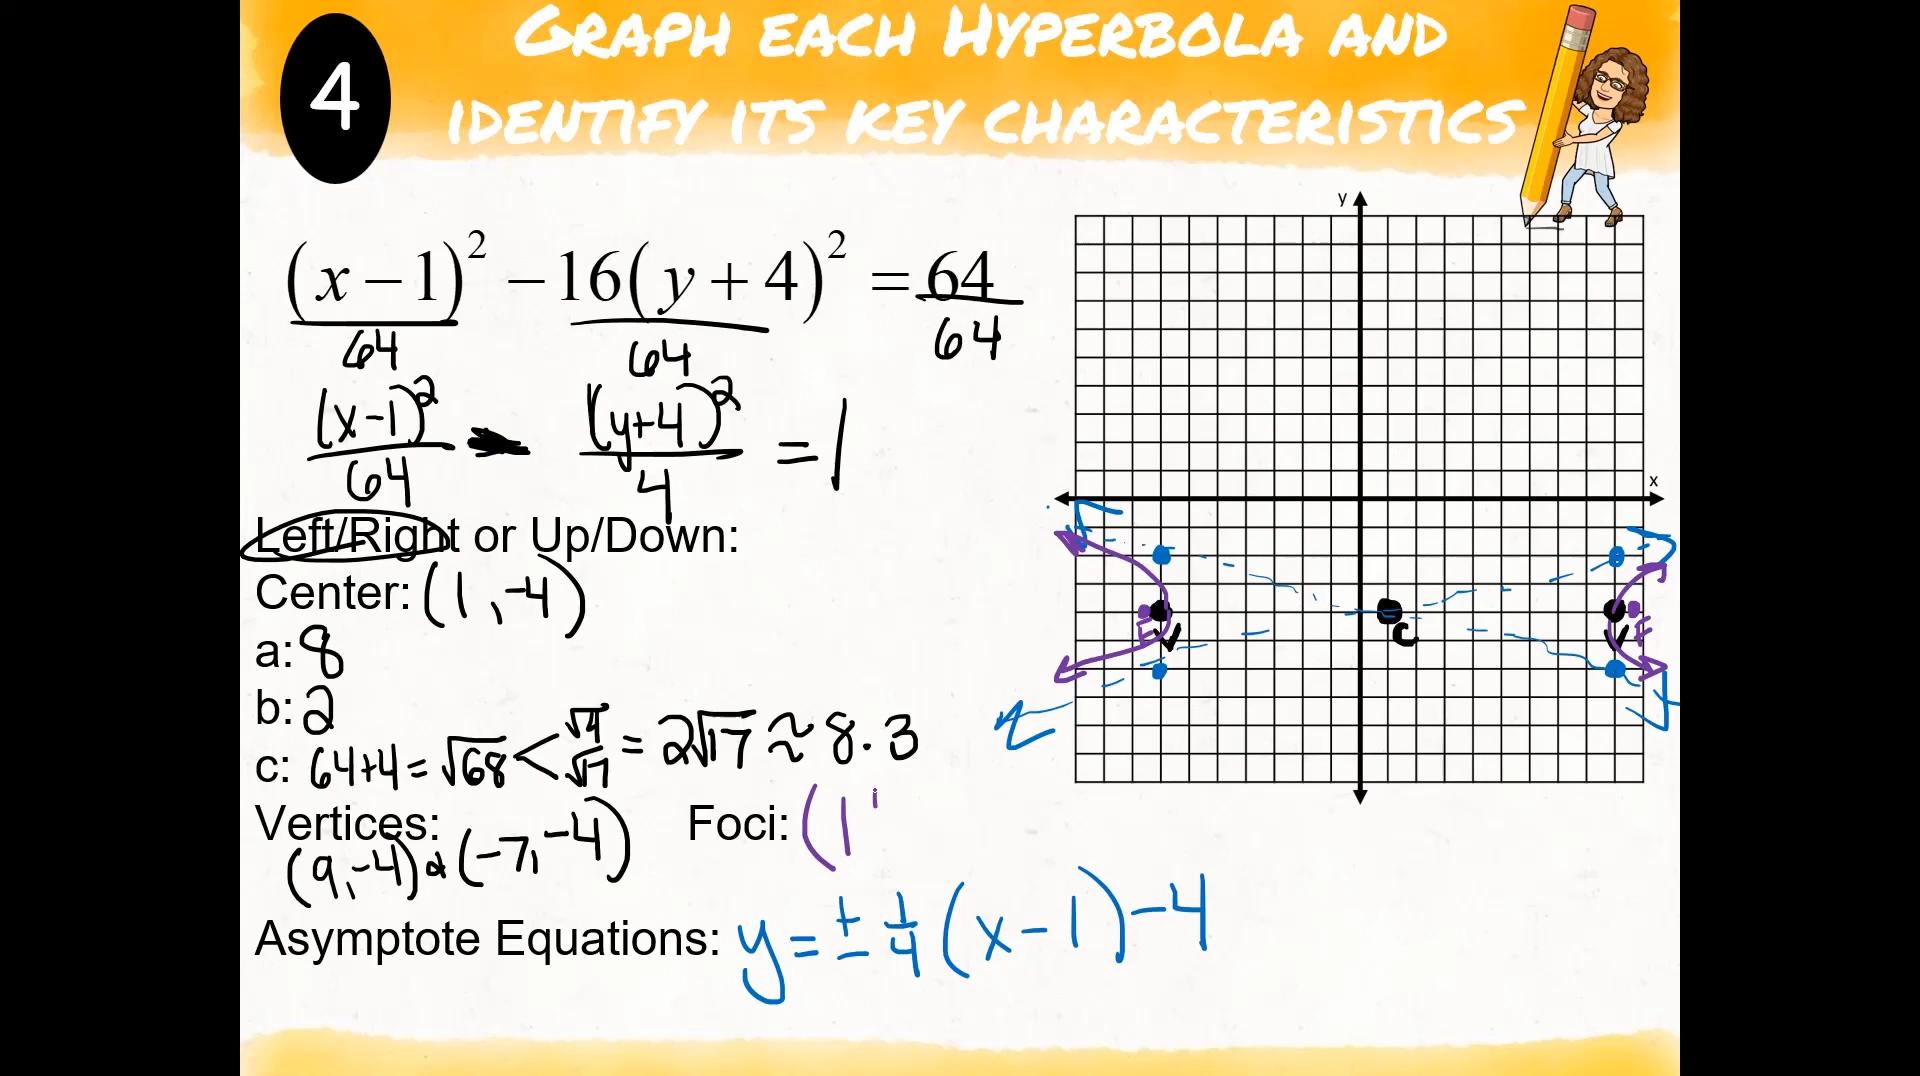 4
GRAPH EACH HYPERBOLA AND
IDENTIFY ITS KEY CHARACTERISTICS
(x − 1)² − 16(y + 4)² = 64
64 64 64
(x-1)² - (y+4)² = 1
64 4
Left/Right or Up/Down:
Center: (1, -4)
a: 8
b: 2
c: 64+4 = √68 < √4 √17 = 2√17 ≈ 8.3
Vertices: (9, -4) & (-7, -4)
Foci: (1
Asymptote Equations: y = ± 1/4 (x - 1) - 4
y
x
F V C V F